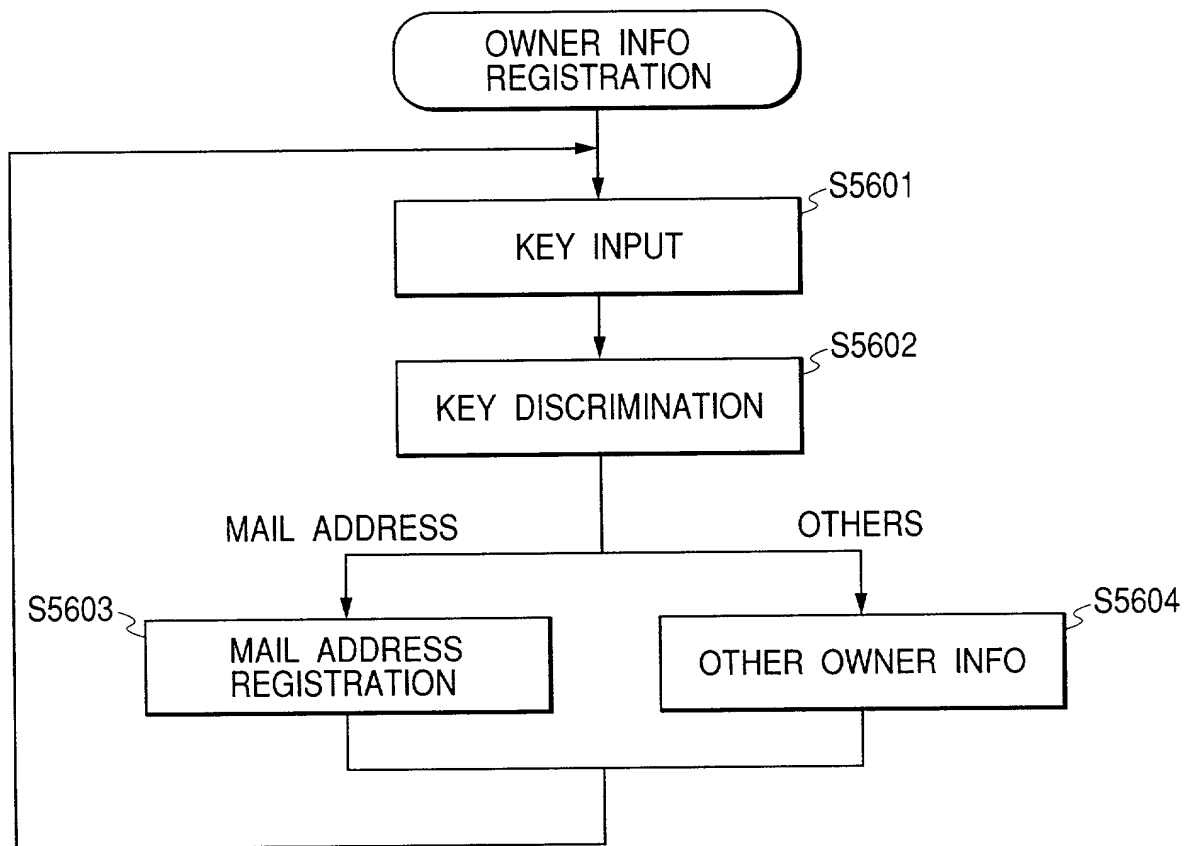 OWNER INFO
REGISTRATION
S5601
KEY INPUT
S5602
KEY DISCRIMINATION
MAIL ADDRESS
OTHERS
S5603
MAIL ADDRESS
REGISTRATION
S5604
OTHER OWNER INFO